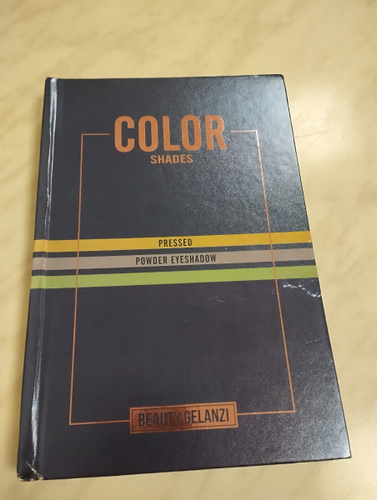 COLOR
SHADES
PRESSED
POWDER EYESHADOW
BEAUTY GELANZI